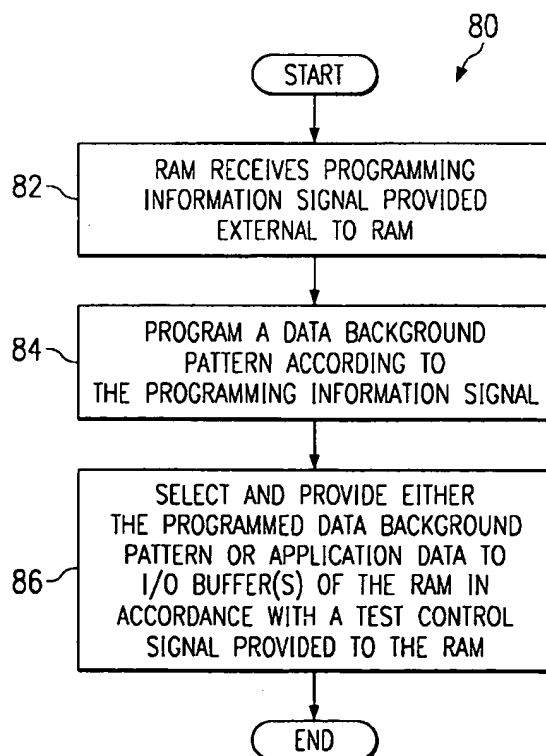 80
START
82
RAM RECEIVES PROGRAMMING
INFORMATION SIGNAL PROVIDED
EXTERNAL TO RAM
84
PROGRAM A DATA BACKGROUND
PATTERN ACCORDING TO
THE PROGRAMMING INFORMATION SIGNAL
86
SELECT AND PROVIDE EITHER
THE PROGRAMMED DATA BACKGROUND
PATTERN OR APPLICATION DATA TO
I/O BUFFER(S) OF THE RAM IN
ACCORDANCE WITH A TEST CONTROL
SIGNAL PROVIDED TO THE RAM
END